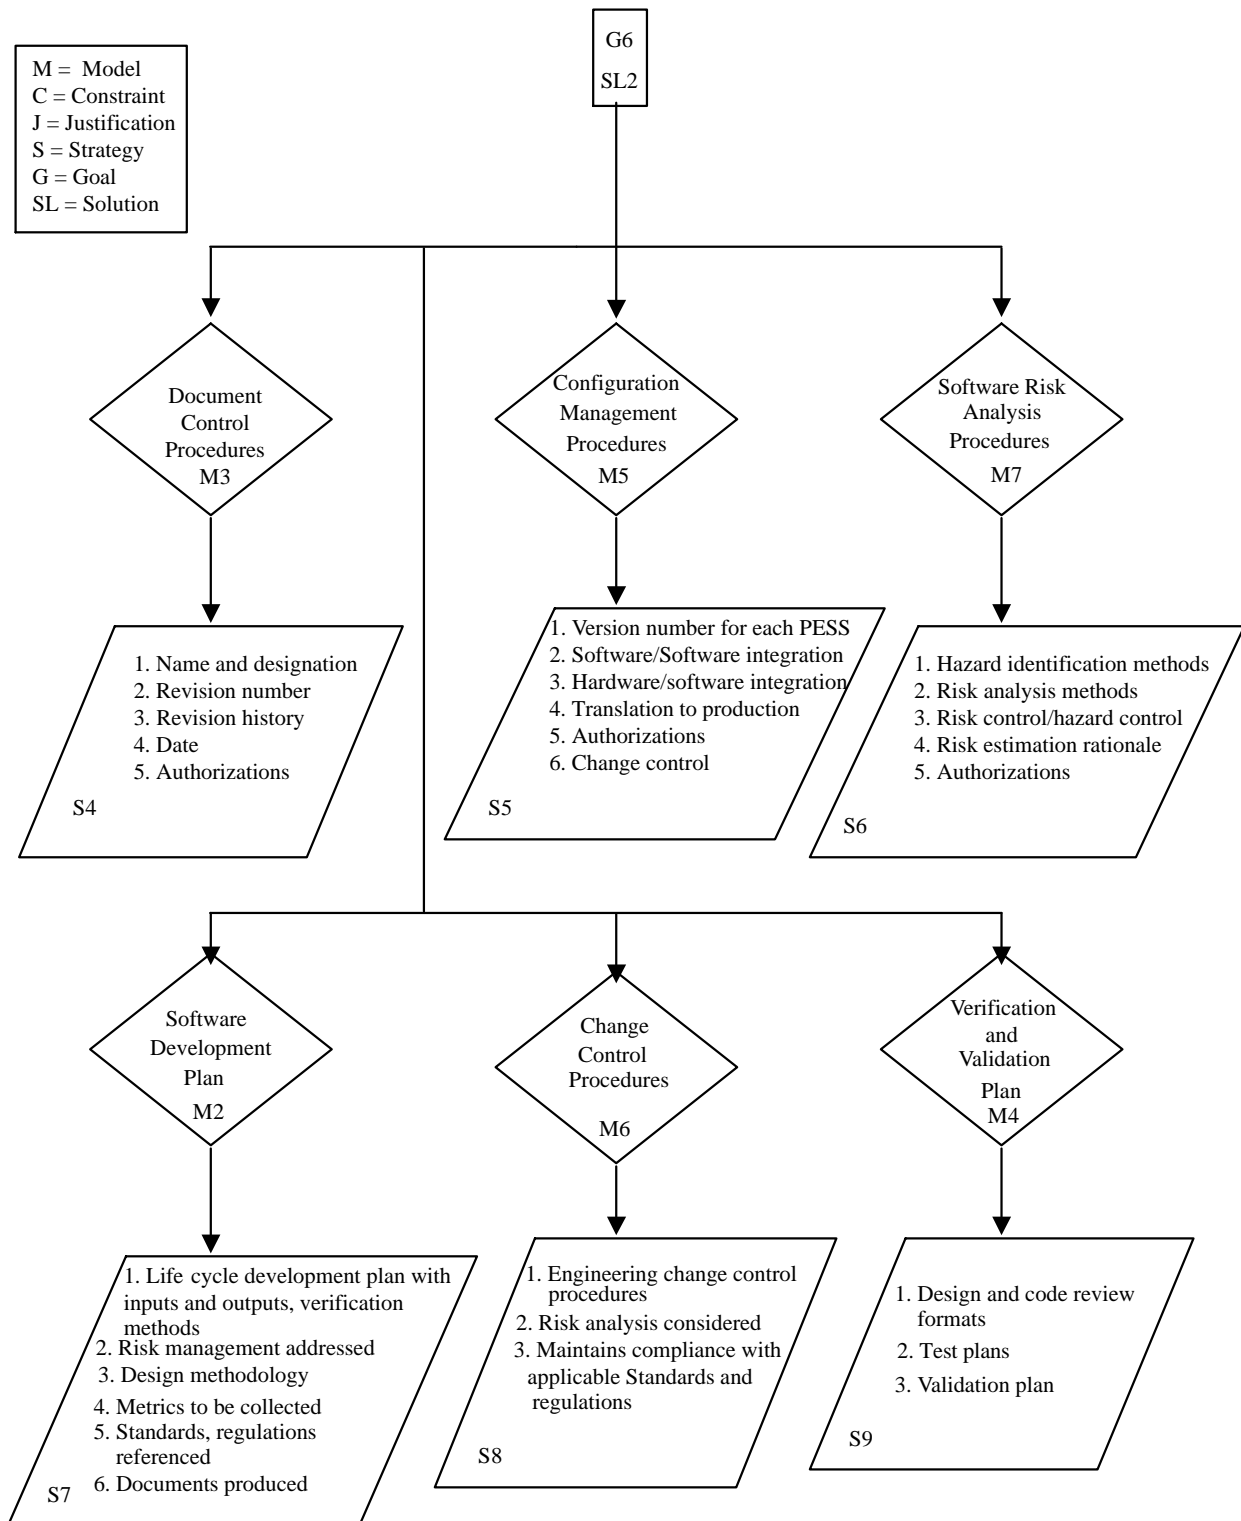 G6
SL2
M = Model
C = Constraint
J = Justification
S = Strategy
G = Goal
SL = Solution
Document
Control
Procedures
M3
Configuration
Management
Procedures
M5
Software Risk
Analysis
Procedures
M7
1. Name and designation
2. Revision number
3. Revision history
4. Date
5. Authorizations
S4
1. Version number for each PESS
2. Software/Software integration
3. Hardware/software integration
4. Translation to production
5. Authorizations
6. Change control
S5
1. Hazard identification methods
2. Risk analysis methods
3. Risk control/hazard control
4. Risk estimation rationale
5. Authorizations
S6
Software
Development
Plan
M2
Change
Control
Procedures
M6
Verification
and
Validation
Plan
M4
1. Life cycle development plan with
inputs and outputs, verification
methods
2. Risk management addressed
3. Design methodology
4. Metrics to be collected
5. Standards, regulations
referenced
6. Documents produced
S7
1. Engineering change control
procedures
2. Risk analysis considered
3. Maintains compliance with
applicable Standards and
regulations
S8
1. Design and code review
formats
2. Test plans
3. Validation plan
S9